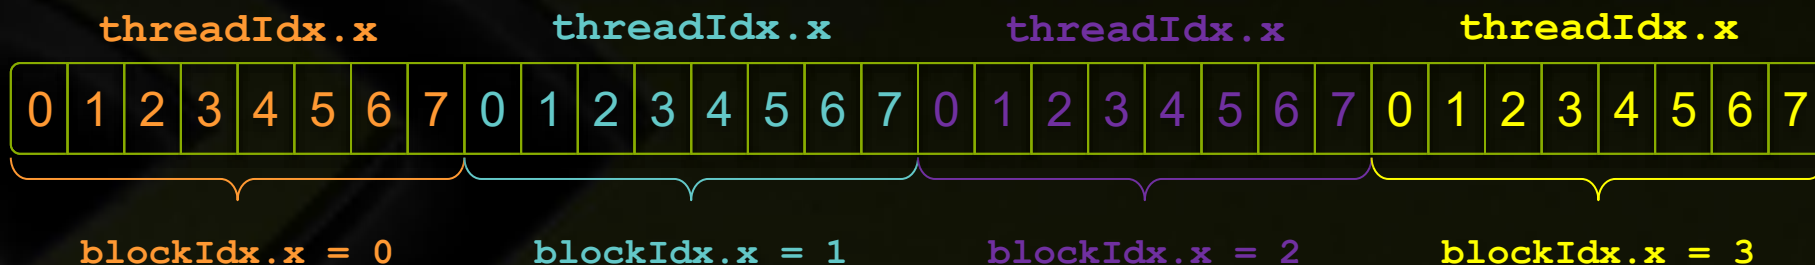 threadIdx.x threadIdx.x threadIdx.x threadIdx.x
0 1 2 3 4 5 6 7 0 1 2 3 4 5 6 7 0 1 2 3 4 5 6 7 0 1 2 3 4 5 6 7
blockIdx.x = 0 blockIdx.x = 1 blockIdx.x = 2 blockIdx.x = 3